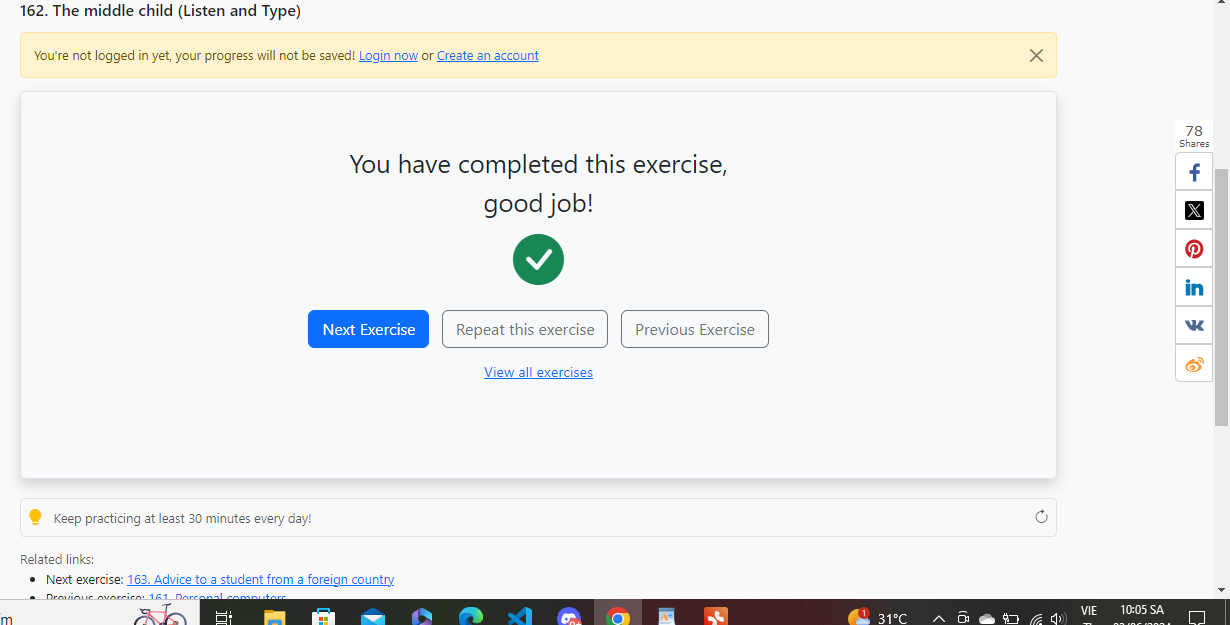 162. The middle child (Listen and Type)
You're not logged in yet, your progress will not be saved! Login now or Create an account
78
Shares
You have completed this exercise,
good job!
Next Exercise
Repeat this exercise
Previous Exercise
View all exercises
Keep practicing at least 30 minutes every day!
Related links:
Next exercise: 163. Advice to a student from a foreign country
Previous exercise: 161. Personal computers
1
31°C
VIE
10:05 SA